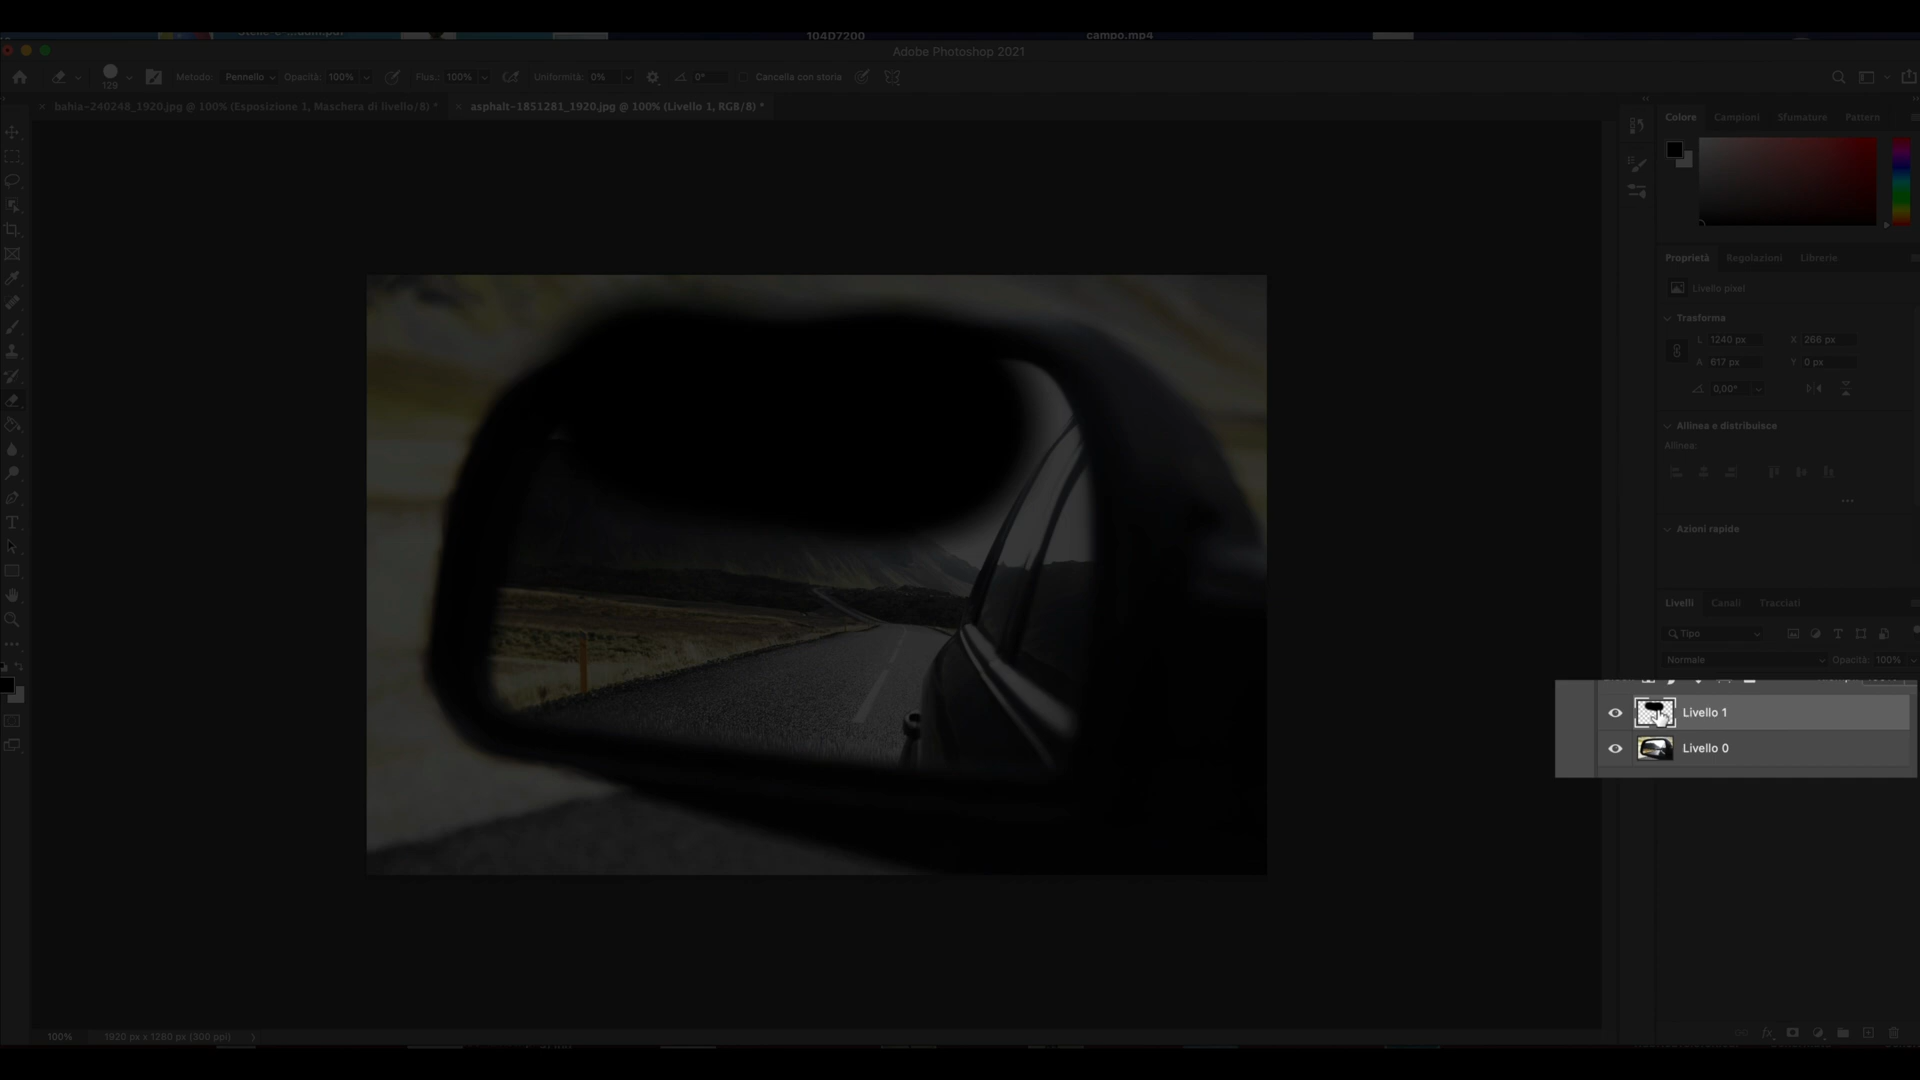 104D7200
campo.mp4
Adobe Photoshop 2021
129
Metodo: Pennello
Opacità: 100%
Flus.: 100%
Uniformità: 0%
0°
Cancella con storia
bahia-240248_1920.jpg @ 100% (Esposizione 1, Maschera di livello/8) *
asphalt-1851281_1920.jpg @ 100% (Livello 1, RGB/8) *
Colore Campioni Sfumature Pattern
Proprietà Regolazioni Librerie
Livello pixel
Trasforma
L 1240 px X 266 px
A 617 px Y 0 px
0,00°
Allinea e distribuisce
Allinea:
Azioni rapide
Livelli Canali Tracciati
Tipo
Normale Opacità: 100%
Livello 1
Livello 0
100% 1920 px x 1280 px (300 ppi)